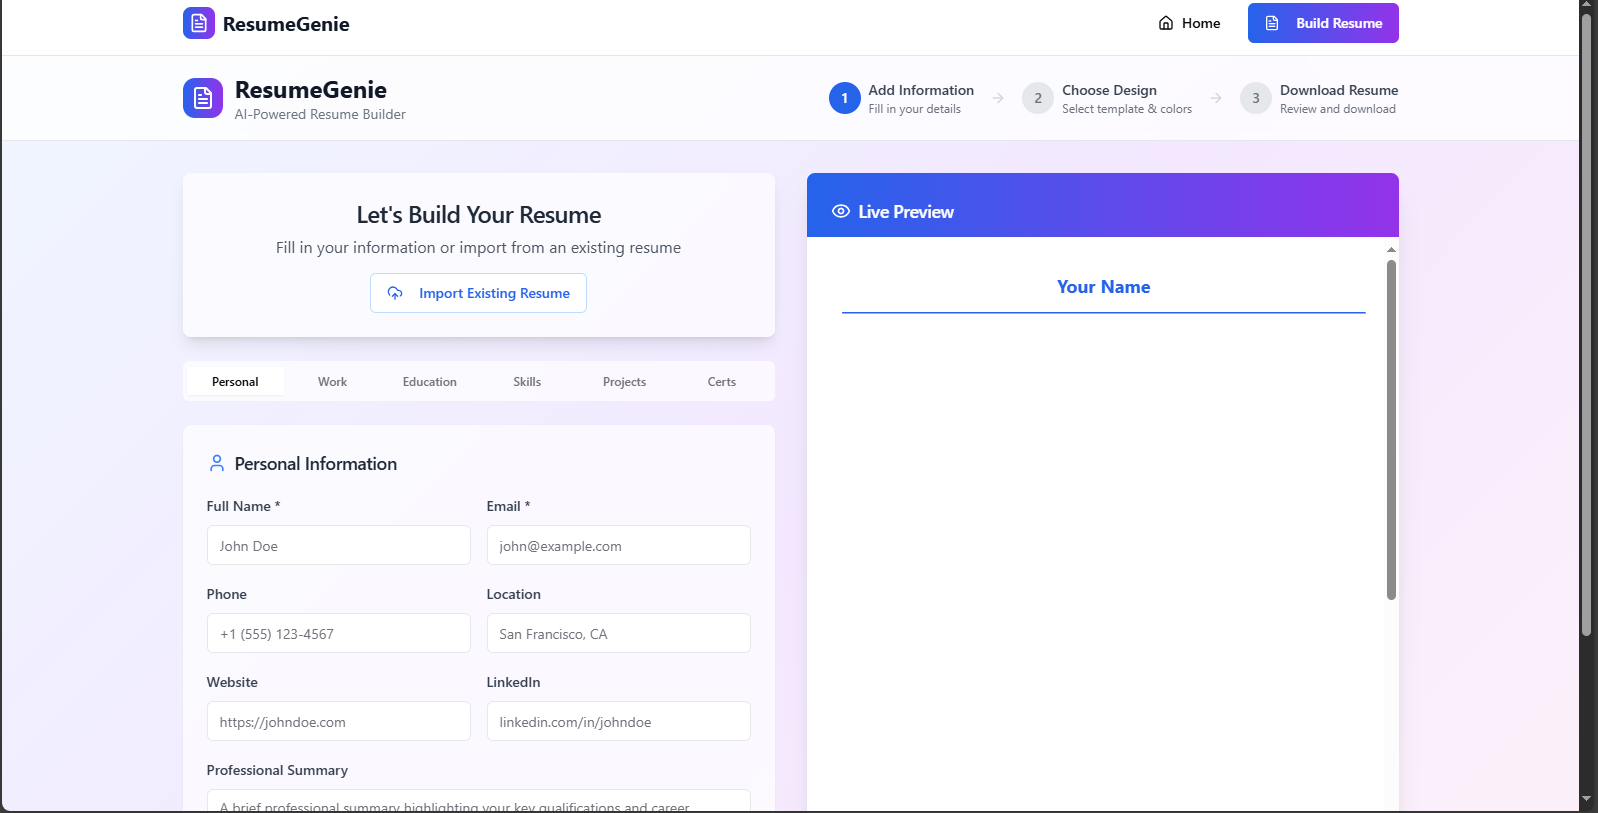 ResumeGenie
Home
Build Resume
ResumeGenie
AI-Powered Resume Builder
1
Add Information
Fill in your details
2
Choose Design
Select template & colors
3
Download Resume
Review and download
Let's Build Your Resume
Fill in your information or import from an existing resume
Import Existing Resume
Personal
Work
Education
Skills
Projects
Certs
Personal Information
Full Name *
Email *
John Doe
john@example.com
Phone
Location
+1 (555) 123-4567
San Francisco, CA
Website
LinkedIn
https://johndoe.com
linkedin.com/in/johndoe
Professional Summary
A brief professional summary highlighting your key qualifications and career
Live Preview
Your Name